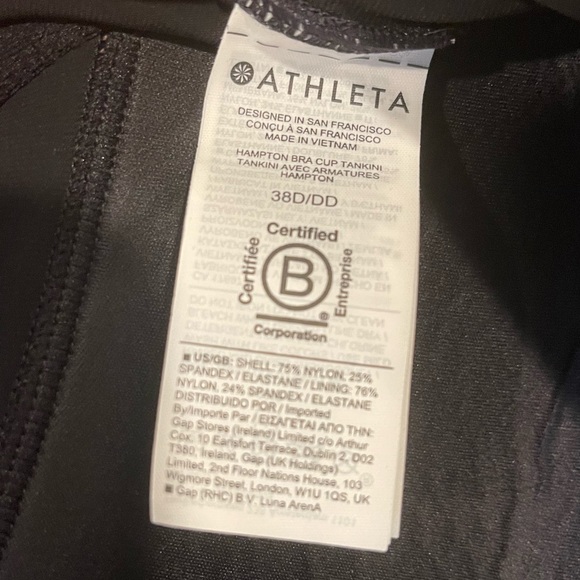 ATHLETA
DESIGNED IN SAN FRANCISCO
CONÇU À SAN FRANCISCO
MADE IN VIETNAM
HAMPTON BRA CUP TANKINI
TANKINI AVEC ARMATURES
HAMPTON
38D/DD
Certified
Certifiée
B
Entreprise
®
Corporation
■ US/GB: SHELL: 75% NYLON, 25%
SPANDEX / ELASTANE / LINING: 76%
NYLON, 24% SPANDEX / ELASTANE
DISTRIBUIDO POR / Imported
By/Importe Par / ΕΙΣΑΓΕΤΑΙ ΑΠΟ ΤΗΝ:
Gap Stores (Ireland) Limited c/o Arthur
Cox, 10 Earlsfort Terrace, Dublin 2, D02
T380, Ireland, Gap (UK Holdings)
Limited, 2nd Floor Nations House, 103
Wigmore Street, London, W1U 1QS, UK
■ Gap (RHC) B.V. Luna ArenA